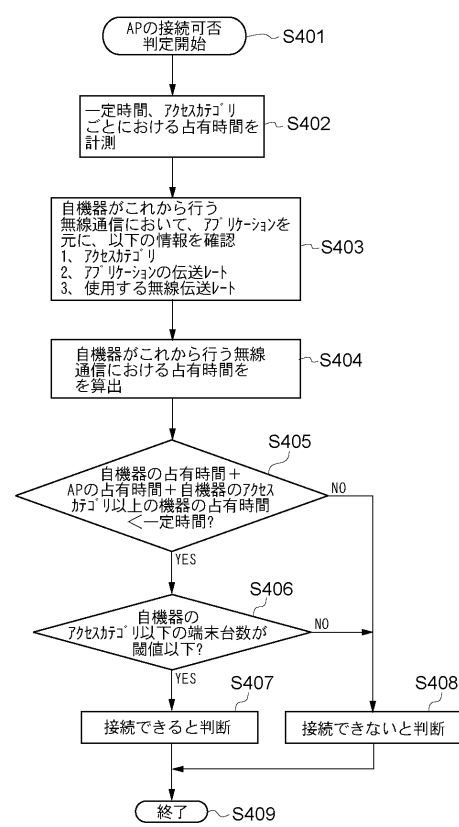 APの接続可否
判定開始
S401
一定時間、ｱｸｾｽｶﾃｺﾞﾘ
ごとにおける占有時間を
計測
S402
自機器がこれから行う
無線通信において、ｱﾌﾟﾘｹｰｼｮﾝを
元に、以下の情報を確認
1、ｱｸｾｽｶﾃｺﾞﾘ
2、ｱﾌﾟﾘｹｰｼｮﾝの伝送ﾚｰﾄ
3、使用する無線伝送ﾚｰﾄ
S403
自機器がこれから行う無線
通信における占有時間を
を算出
S404
S405
自機器の占有時間＋
APの占有時間＋自機器のｱｸｾｽ
ｶﾃｺﾞﾘ以上の機器の占有時間
＜一定時間?
NO
YES
S406
自機器の
ｱｸｾｽｶﾃｺﾞﾘ以下の端末台数が
閾値以下?
NO
YES
S407
接続できると判断
S408
接続できないと判断
終了
S409